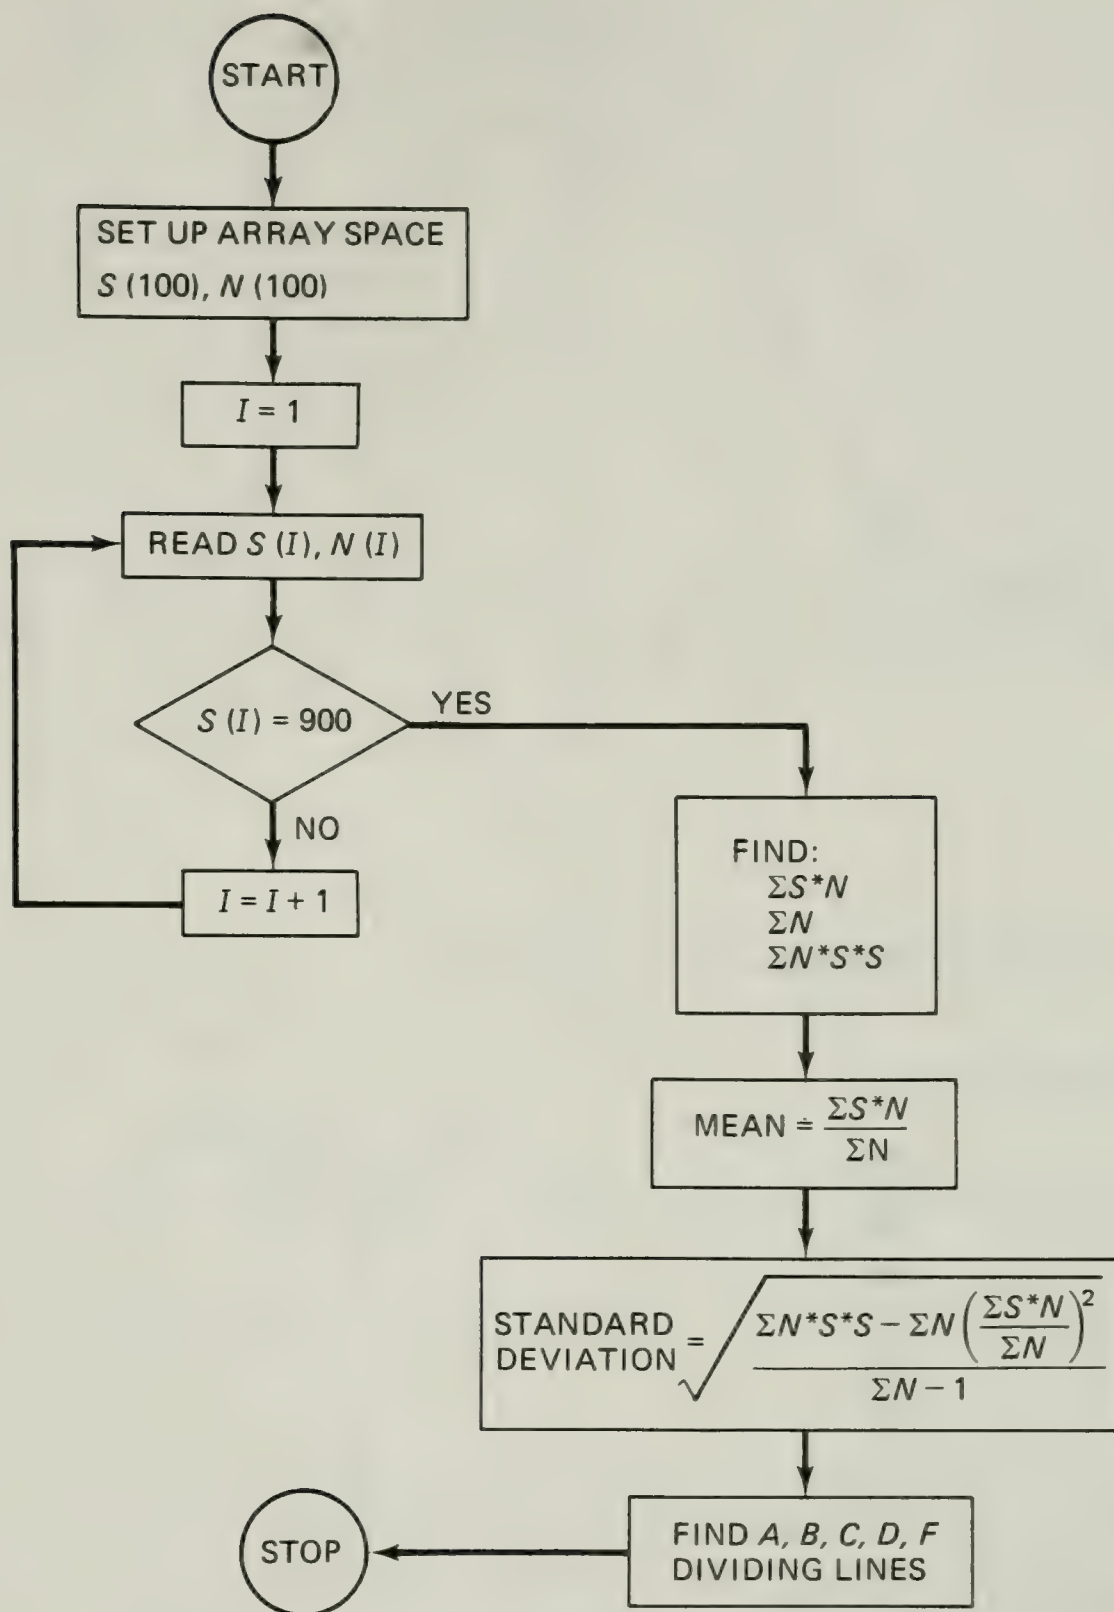 START
SET UP ARRAY SPACE
S (100), N (100)
I = 1
READ S (I), N (I)
S (I) = 900
YES
NO
I = I + 1
FIND:
ΣS*N
ΣN
ΣN*S*S
MEAN = ΣS*N
ΣN
STANDARD
DEVIATION
= √
ΣN*S*S − ΣN(ΣS*N/ΣN)²
ΣN − 1
FIND A, B, C, D, F
DIVIDING LINES
STOP